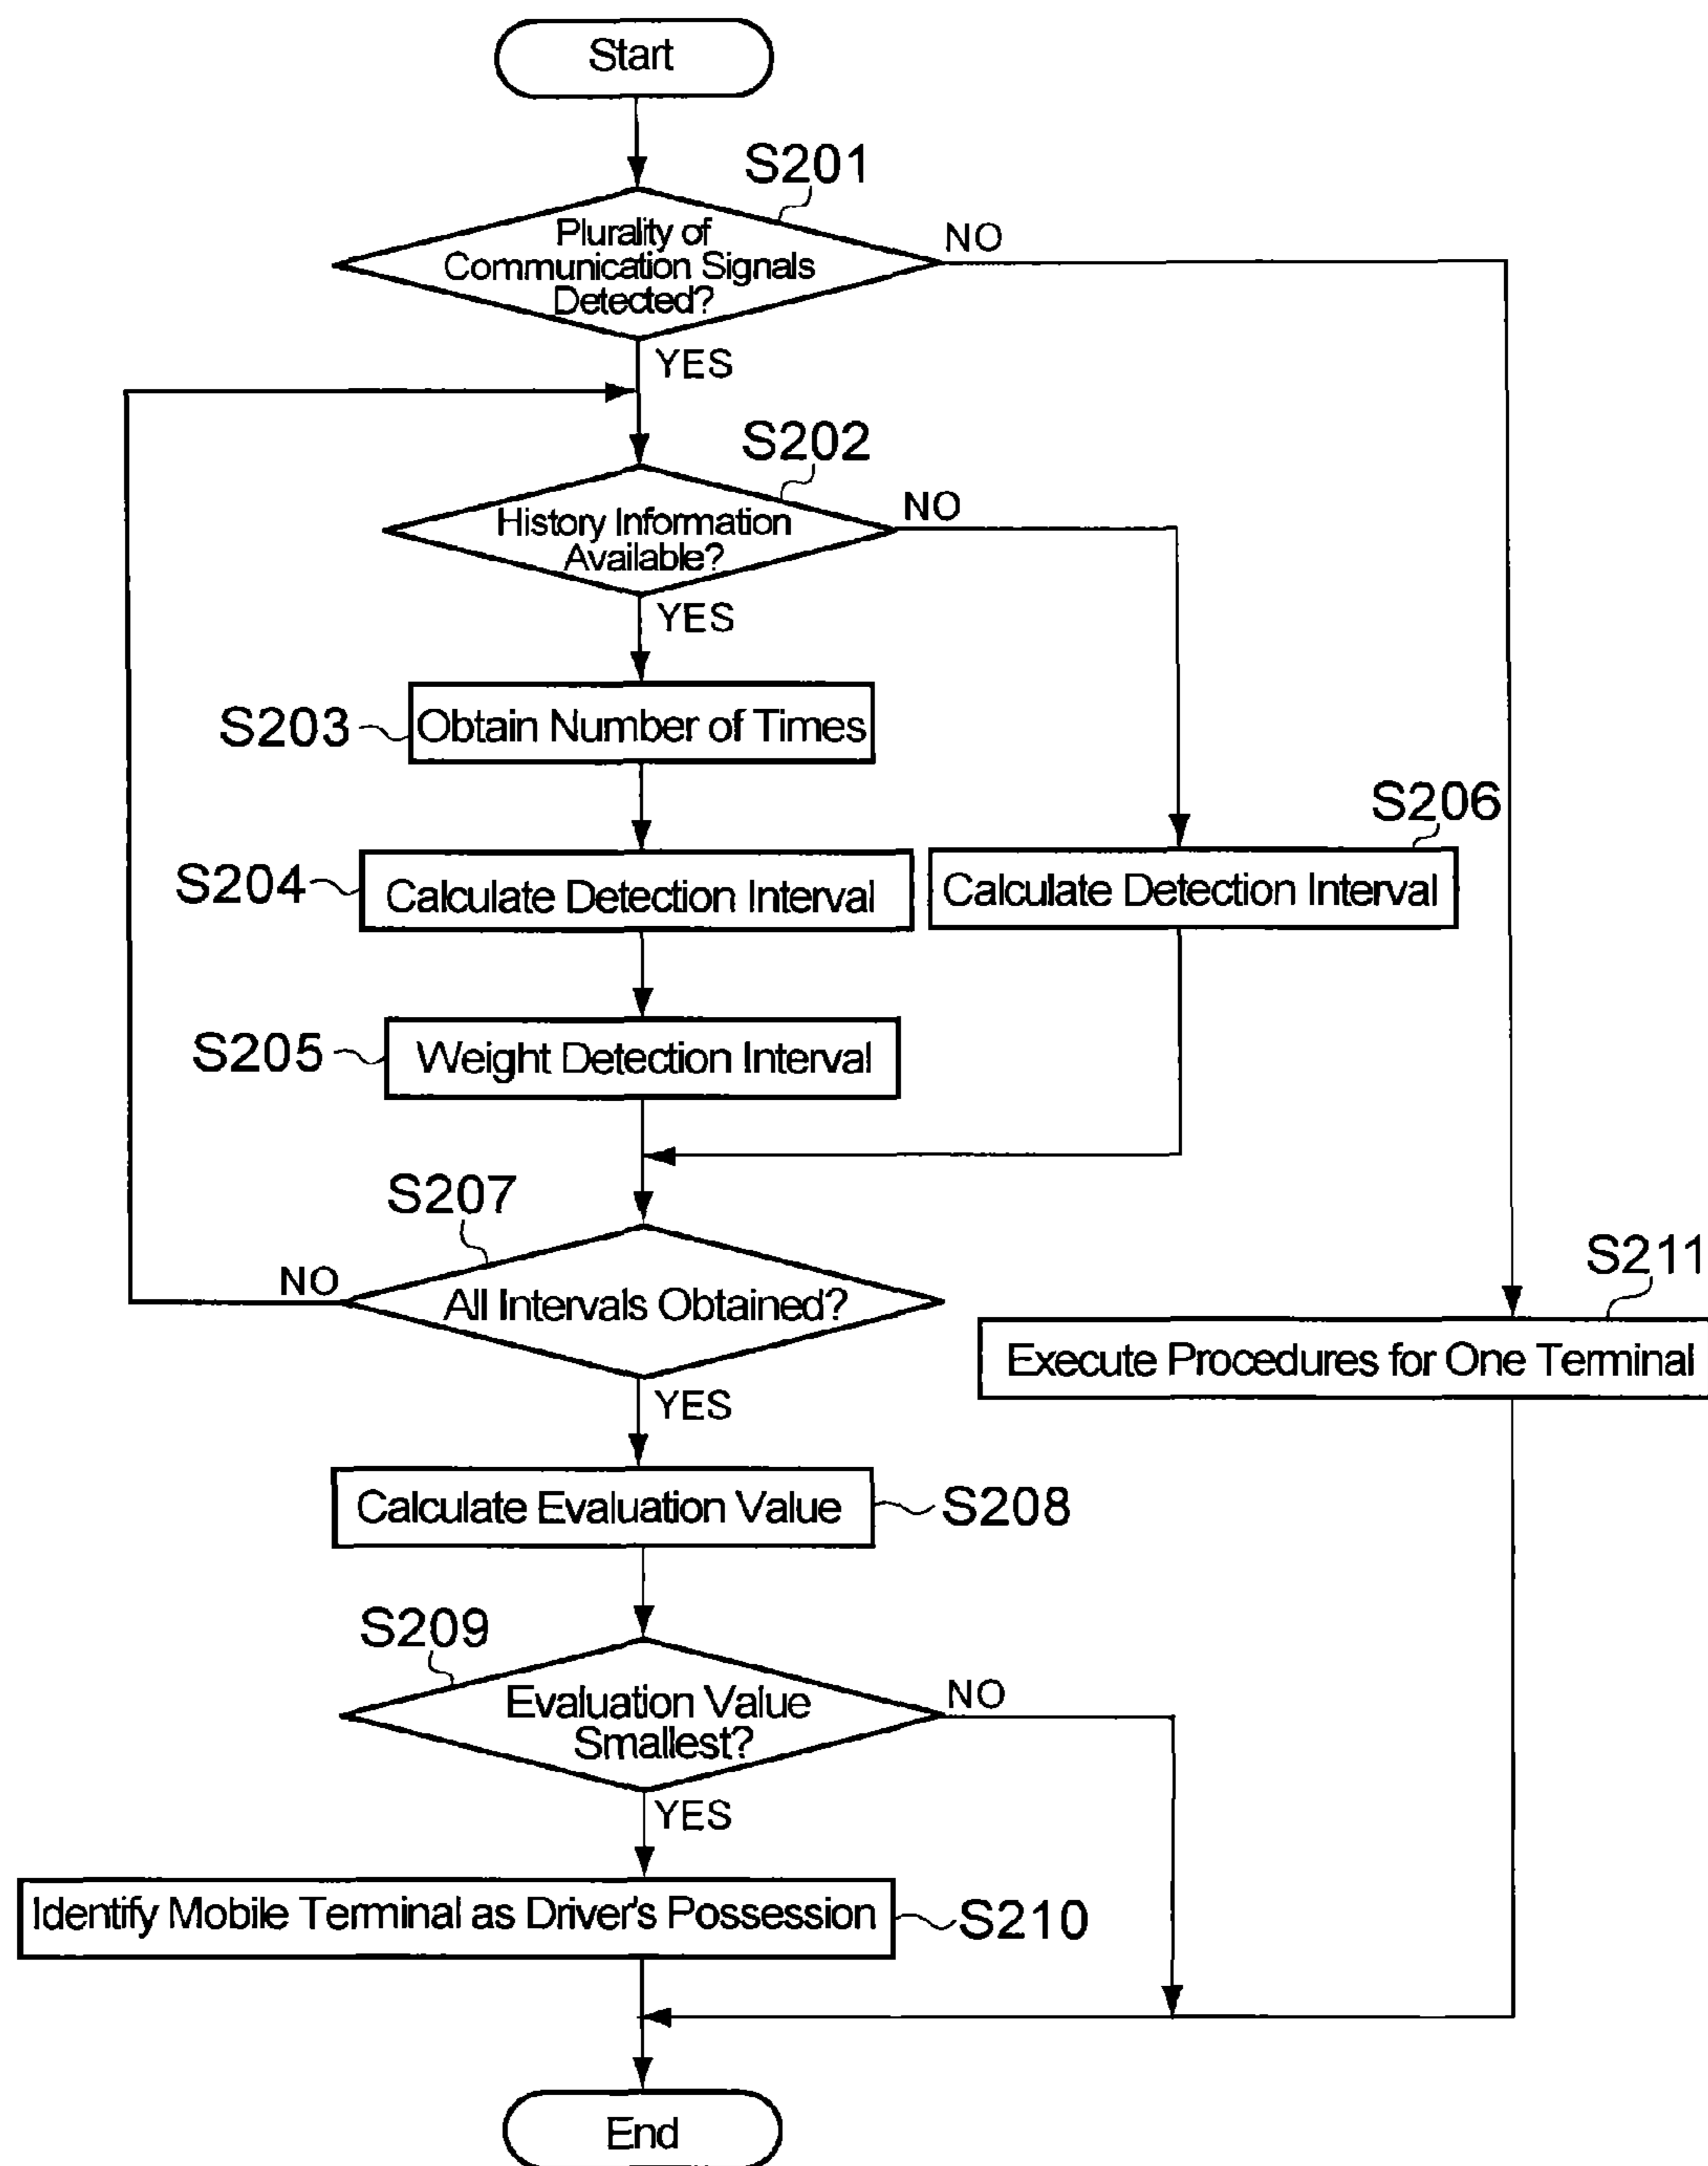 Start
S201
Plurality of
Communication Signals
Detected?
NO
YES
S202
History Information
Available?
NO
YES
S203
Obtain Number of Times
S206
S204
Calculate Detection Interval
Calculate Detection Interval
S205
Weight Detection Interval
S207
All Intervals Obtained?
NO
YES
S211
Execute Procedures for One Terminal
Calculate Evaluation Value
S208
S209
Evaluation Value
Smallest?
NO
YES
Identify Mobile Terminal as Driver's Possession
S210
End